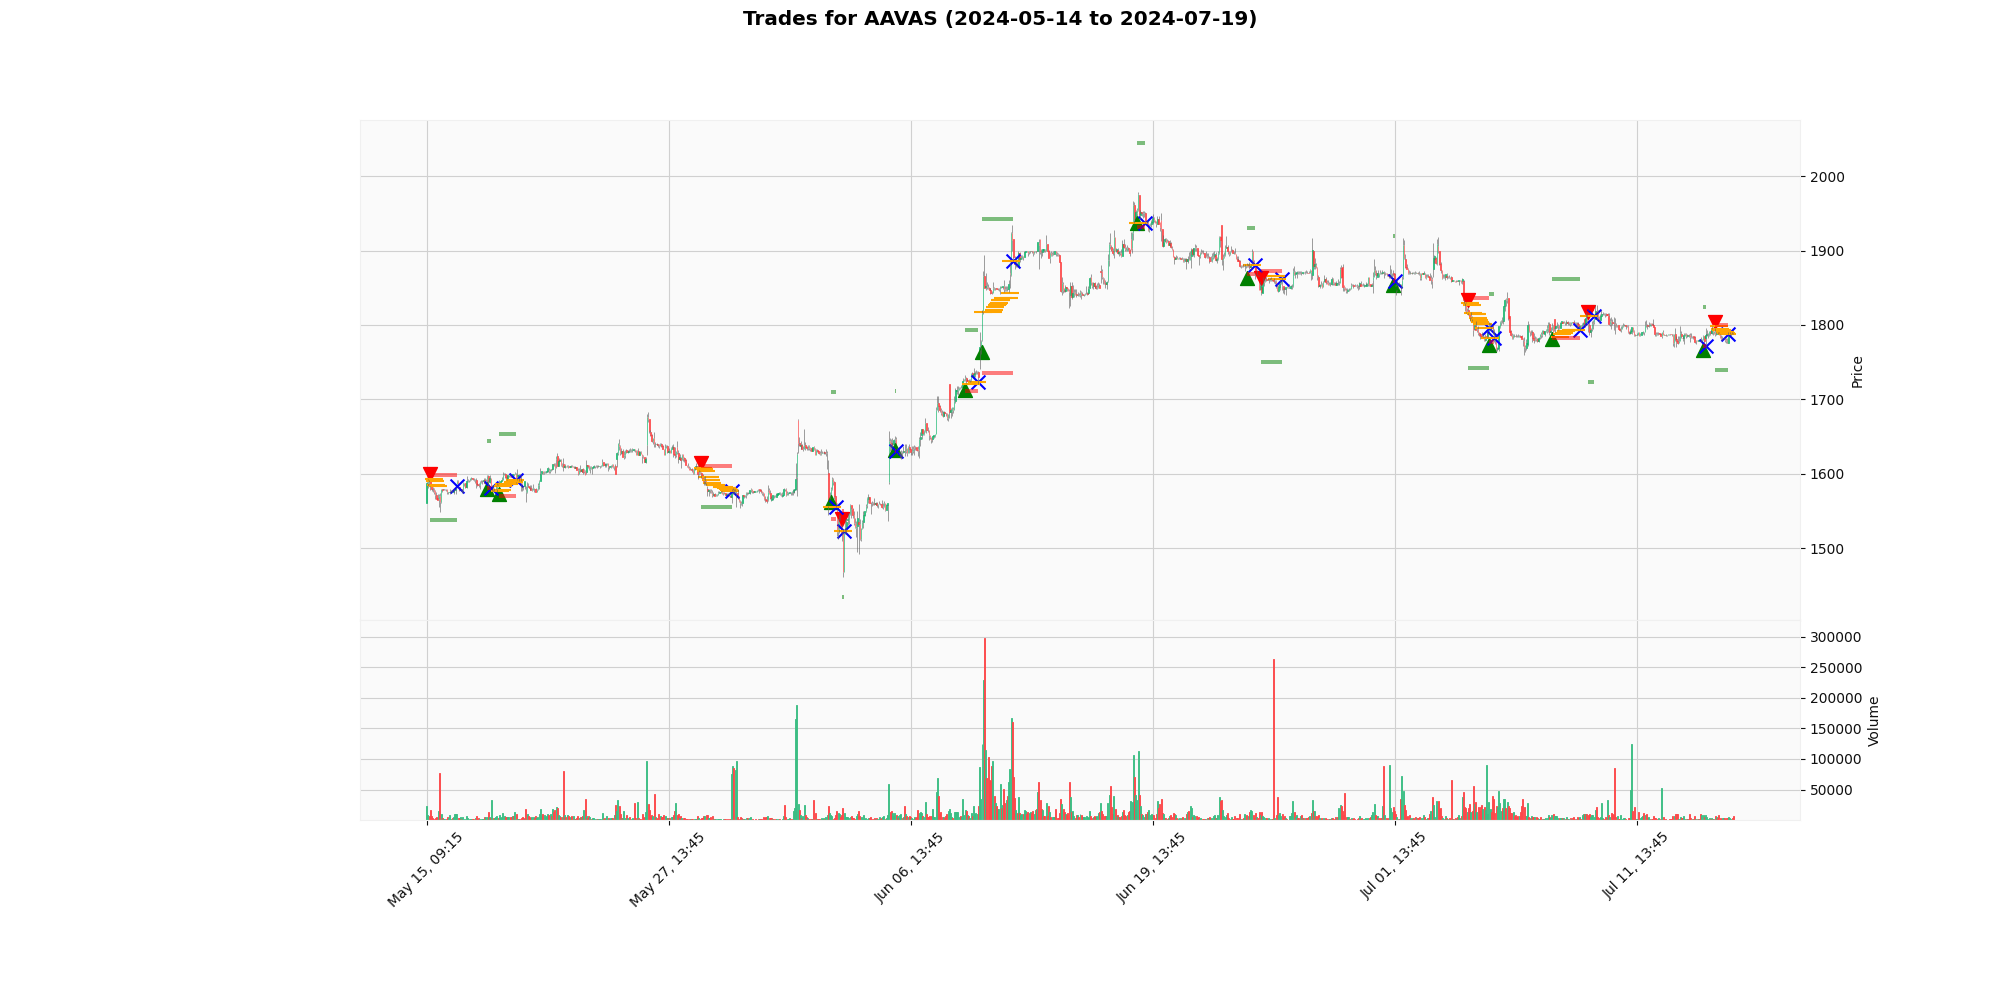 Trades for AAVAS (2024-05-14 to 2024-07-19)
2000
1900
1800
1700
1600
1500
Price
300000
250000
200000
150000
100000
50000
Volume
May 15, 09:15
May 27, 13:45
Jun 06, 13:45
Jun 19, 13:45
Jul 01, 13:45
Jul 11, 13:45